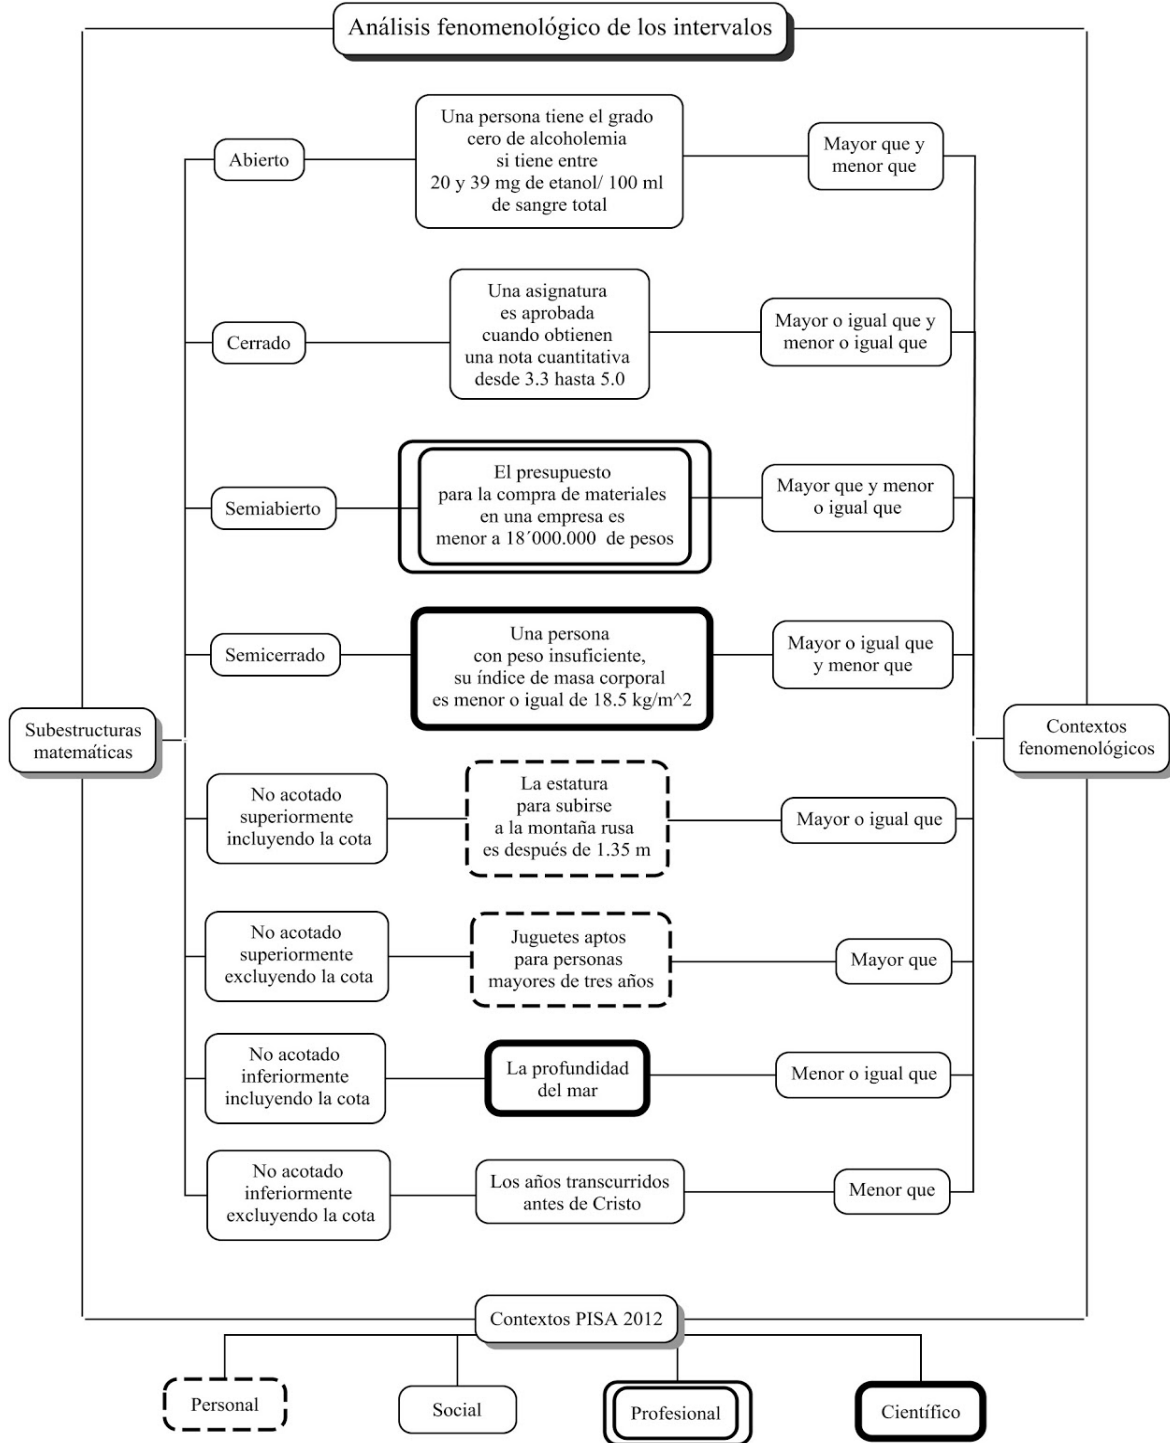 Análisis fenomenológico de los intervalos
Abierto
Una persona tiene el grado
cero de alcoholemia
si tiene entre
20 y 39 mg de etanol/ 100 ml
de sangre total
Mayor que y
menor que
Cerrado
Una asignatura
es aprobada
cuando obtienen
una nota cuantitativa
desde 3.3 hasta 5.0
Mayor o igual que y
menor o igual que
Semiabierto
El presupuesto
para la compra de materiales
en una empresa es
menor a 18´000.000 de pesos
Mayor que y menor
o igual que
Semicerrado
Una persona
con peso insuficiente,
su índice de masa corporal
es menor o igual de 18.5 kg/m^2
Mayor o igual que
y menor que
Subestructuras
matemáticas
Contextos
fenomenológicos
No acotado
superiormente
incluyendo la cota
La estatura
para subirse
a la montaña rusa
es después de 1.35 m
Mayor o igual que
No acotado
superiormente
excluyendo la cota
Juguetes aptos
para personas
mayores de tres años
Mayor que
No acotado
inferiormente
incluyendo la cota
La profundidad
del mar
Menor o igual que
No acotado
inferiormente
excluyendo la cota
Los años transcurridos
antes de Cristo
Menor que
Contextos PISA 2012
Personal
Social
Profesional
Científico